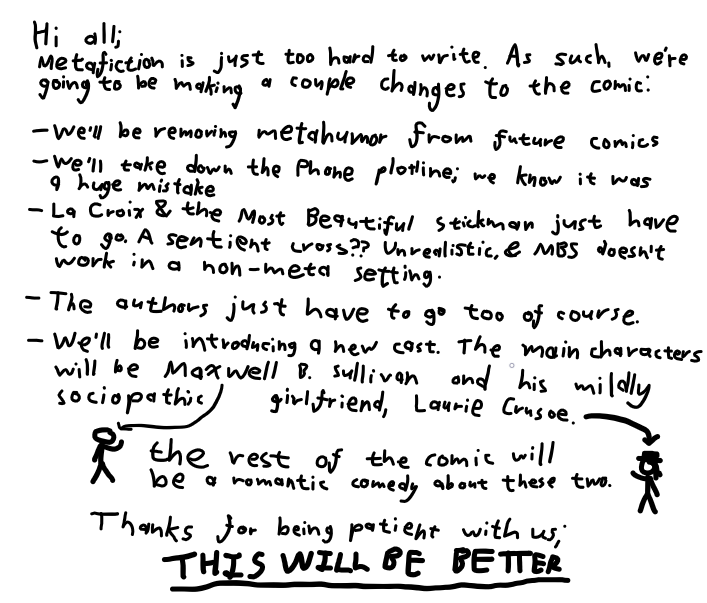 Hi all;
Metafiction is just too hard to write. As such, we're
going to be making a couple changes to the comic:
- We'll be removing metahumor from future comics
- We'll take down the Phone plotline; we know it was
a huge mistake
- La Croix & the Most Beautiful stickman just have
to go. A sentient cross?? Unrealistic, & MBS doesn't
work in a non-meta setting.
- The authors just have to go too of course.
- We'll be introducing a new cast. The main characters
will be Maxwell B. Sullivan and his mildly
sociopathic girlfriend, Laurie Crusoe.
the rest of the comic will
be a romantic comedy about these two.
Thanks for being patient with us;
THIS WILL BE BETTER